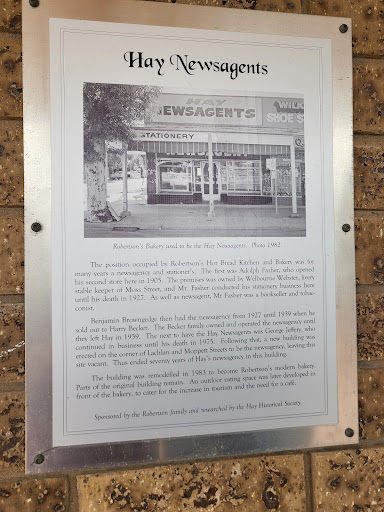 Hay Newsagents
HAY
NEWSAGENTS
WILK
SHOE S
STATIONERY
Robertson's Bakery used to be the Hay Newsagents. Photo 1982
The position occupied by Robertson's Hot Bread Kitchen and Bakery was for
many years a newsagency and stationer's. The first was Adolph Fasher, who opened
his second store here in 1905. The premises was owned by Welbourne Webster, livery
stable keeper of Moss Street, and Mr. Fasher conducted his stationery business here
until his death in 1927. As well as newsagent, Mr Fasher was a bookseller and tobac-
conist.
Benjamin Brownjedge then had the newsagency from 1927 until 1939 when he
sold out to Harry Becker. The Becker family owned and operated the newsagency until
they left Hay in 1959. The next to have the Hay Newsagents was George Jeffery, who
continued in business until his death in 1975. Following that, a new building was
erected on the corner of Lachlan and Moppett Streets to be the newsagency, leaving this
site vacant. Thus ended seventy years of Hay's newsagency in this building.
The building was remodelled in 1983 to become Robertson's modern bakery.
Parts of the original building remain. An outdoor eating space was later developed in
front of the bakery, to cater for the increase in tourism and the need for a cafe.
Sponsored by the Robertson family and researched by the Hay Historical Society.